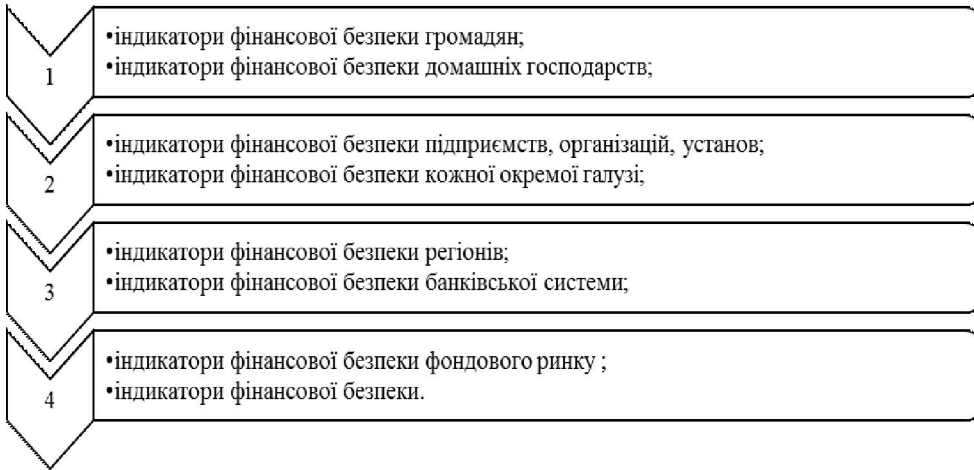 1
•індикатори фінансової безпеки громадян;
•індикатори фінансової безпеки домашніх господарств;
2
•індикатори фінансової безпеки підприємств, організацій, установ;
•індикатори фінансової безпеки кожної окремої галузі;
3
•індикатори фінансової безпеки регіонів;
•індикатори фінансової безпеки банківської системи;
4
•індикатори фінансової безпеки фондового ринку ;
•індикатори фінансової безпеки.